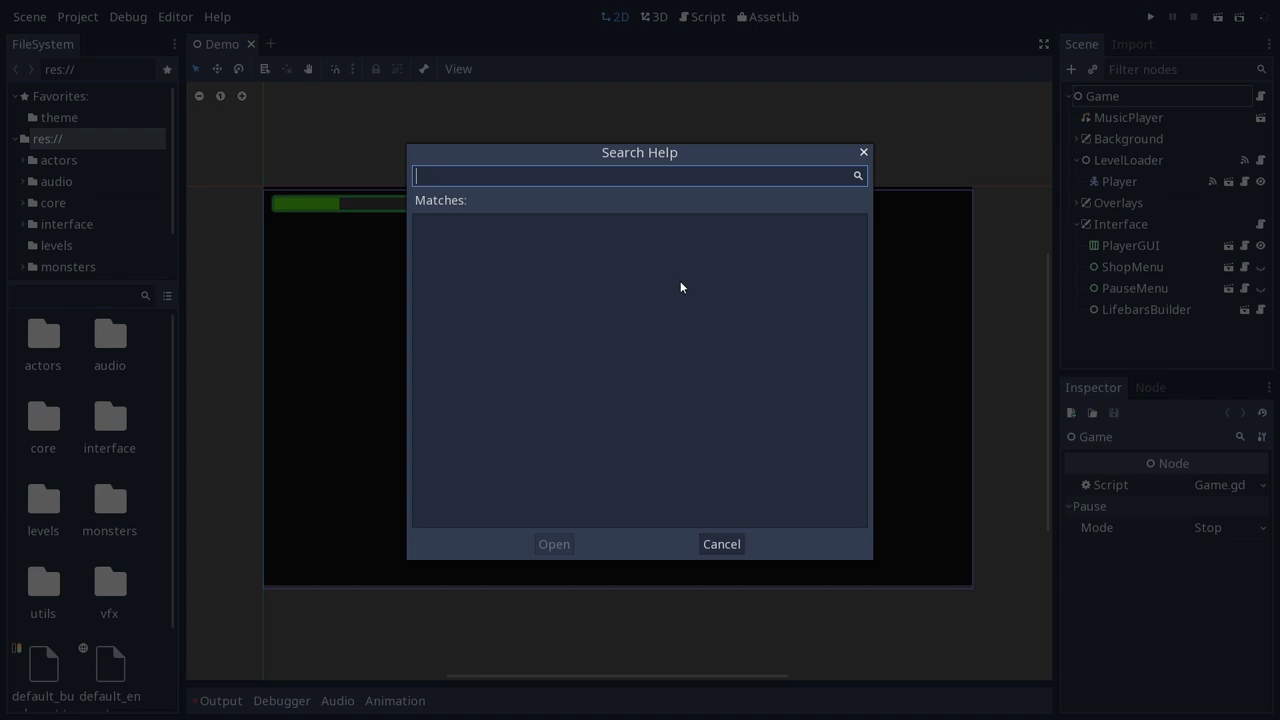 Scene Project Debug Editor Help
2D 3D Script AssetLib
FileSystem
res://
Favorites:
theme
res://
actors
audio
core
interface
levels
monsters
actors audio
core interface
levels monsters
utils vfx
default_bu default_en
Demo
View
Search Help
Matches:
Open Cancel
Output Debugger Audio Animation
Scene Import
Filter nodes
Game
MusicPlayer
Background
LevelLoader
Player
Overlays
Interface
PlayerGUI
ShopMenu
PauseMenu
LifebarsBuilder
Inspector Node
Game
Node
Script Game.gd
Pause
Mode Stop